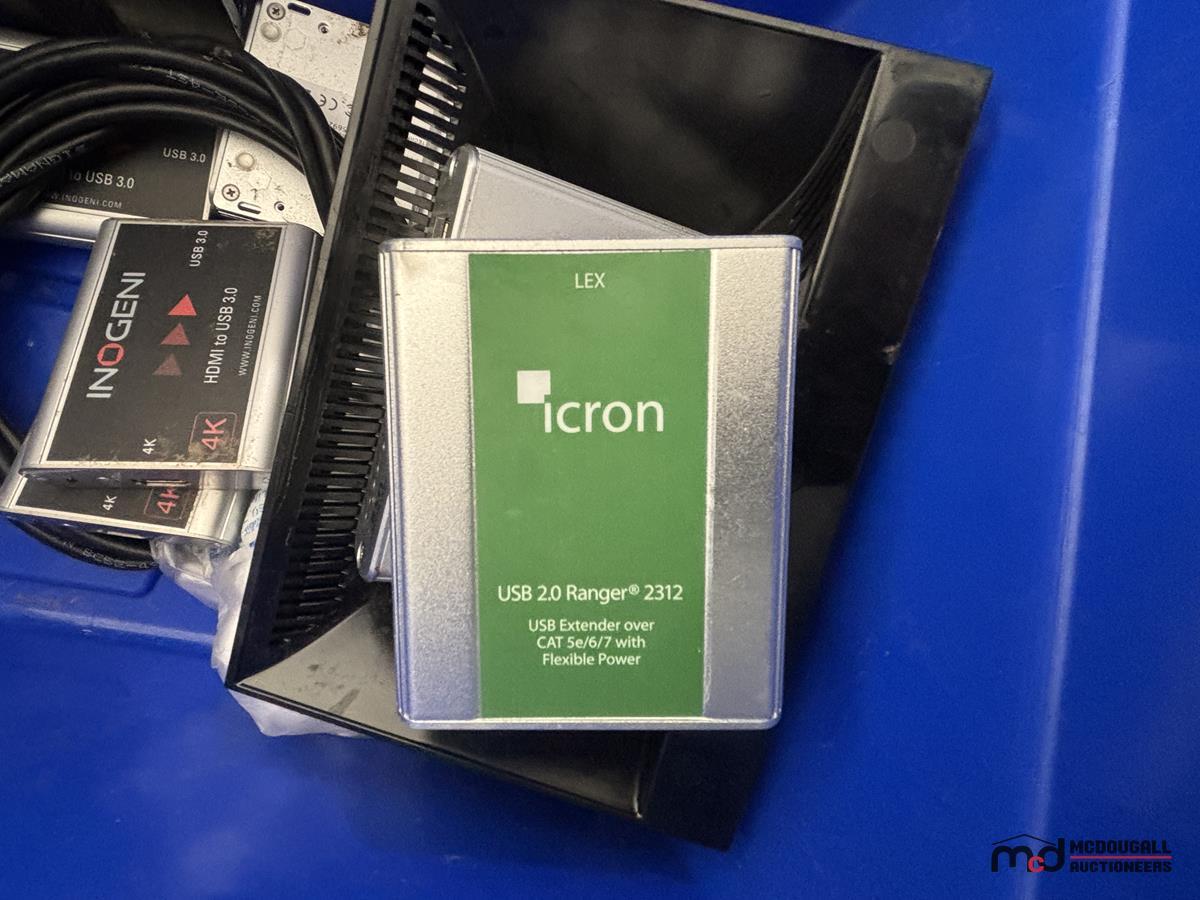 USB 3.0
to USB 3.0
WWW.INOGENI.COM
INOGENI
USB 3.0
HDMI to USB 3.0
WWW.INOGENI.COM
4K
4K
4K
4K
LEX
icron
USB 2.0 Ranger® 2312
USB Extender over
CAT 5e/6/7 with
Flexible Power
mcd MCDOUGALL
AUCTIONEERS